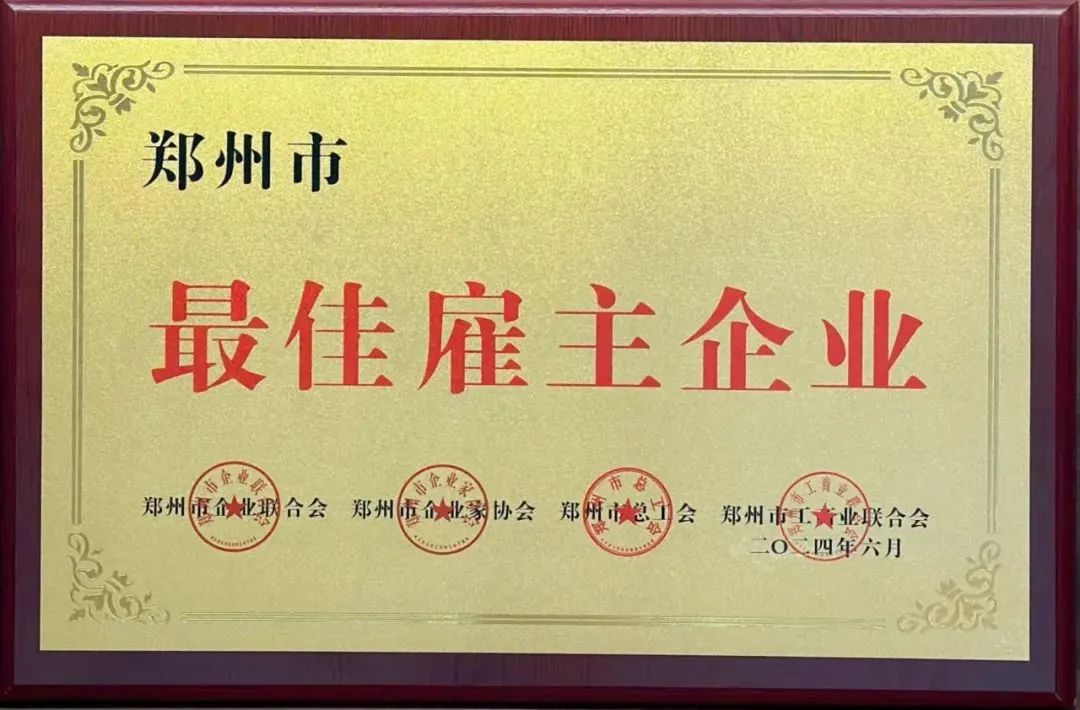 郑州市
最佳雇主企业
郑州市企业联合会 郑州市企业家协会 郑州市总工会 郑州市工商业联合会
二〇二四年六月